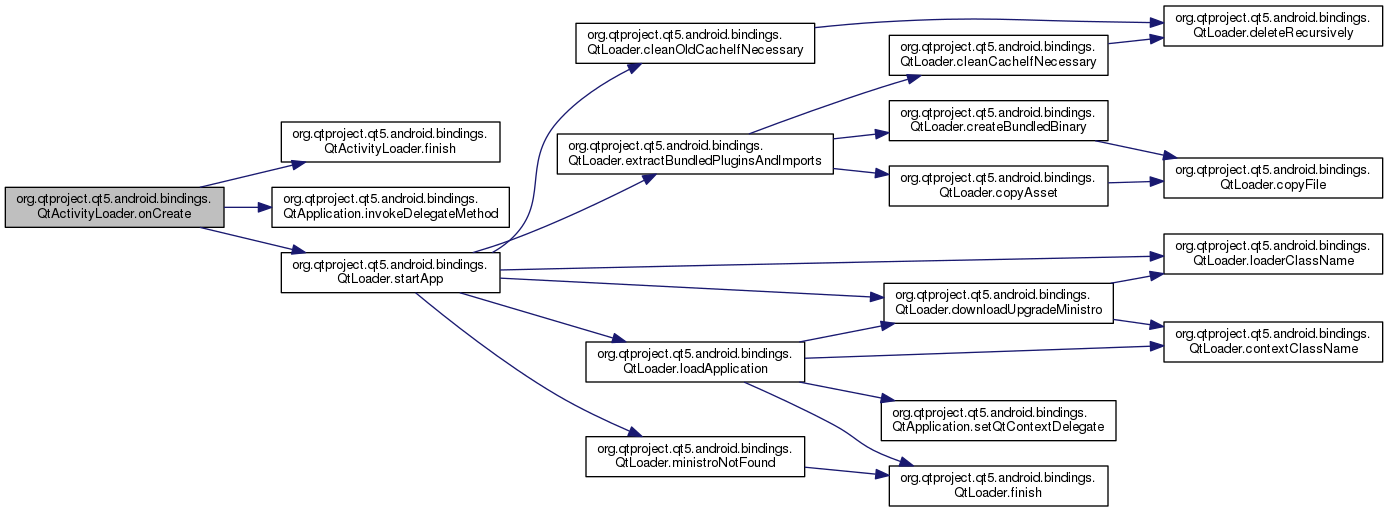 org.qtproject.qt5.android.bindings.
QtActivityLoader.onCreate
org.qtproject.qt5.android.bindings.
QtActivityLoader.finish
org.qtproject.qt5.android.bindings.
QtApplication.invokeDelegateMethod
org.qtproject.qt5.android.bindings.
QtLoader.startApp
org.qtproject.qt5.android.bindings.
QtLoader.cleanOldCacheIfNecessary
org.qtproject.qt5.android.bindings.
QtLoader.extractBundledPluginsAndImports
org.qtproject.qt5.android.bindings.
QtLoader.loadApplication
org.qtproject.qt5.android.bindings.
QtLoader.ministroNotFound
org.qtproject.qt5.android.bindings.
QtLoader.cleanCacheIfNecessary
org.qtproject.qt5.android.bindings.
QtLoader.createBundledBinary
org.qtproject.qt5.android.bindings.
QtLoader.copyAsset
org.qtproject.qt5.android.bindings.
QtLoader.downloadUpgradeMinistro
org.qtproject.qt5.android.bindings.
QtApplication.setQtContextDelegate
org.qtproject.qt5.android.bindings.
QtLoader.finish
org.qtproject.qt5.android.bindings.
QtLoader.deleteRecursively
org.qtproject.qt5.android.bindings.
QtLoader.copyFile
org.qtproject.qt5.android.bindings.
QtLoader.loaderClassName
org.qtproject.qt5.android.bindings.
QtLoader.contextClassName